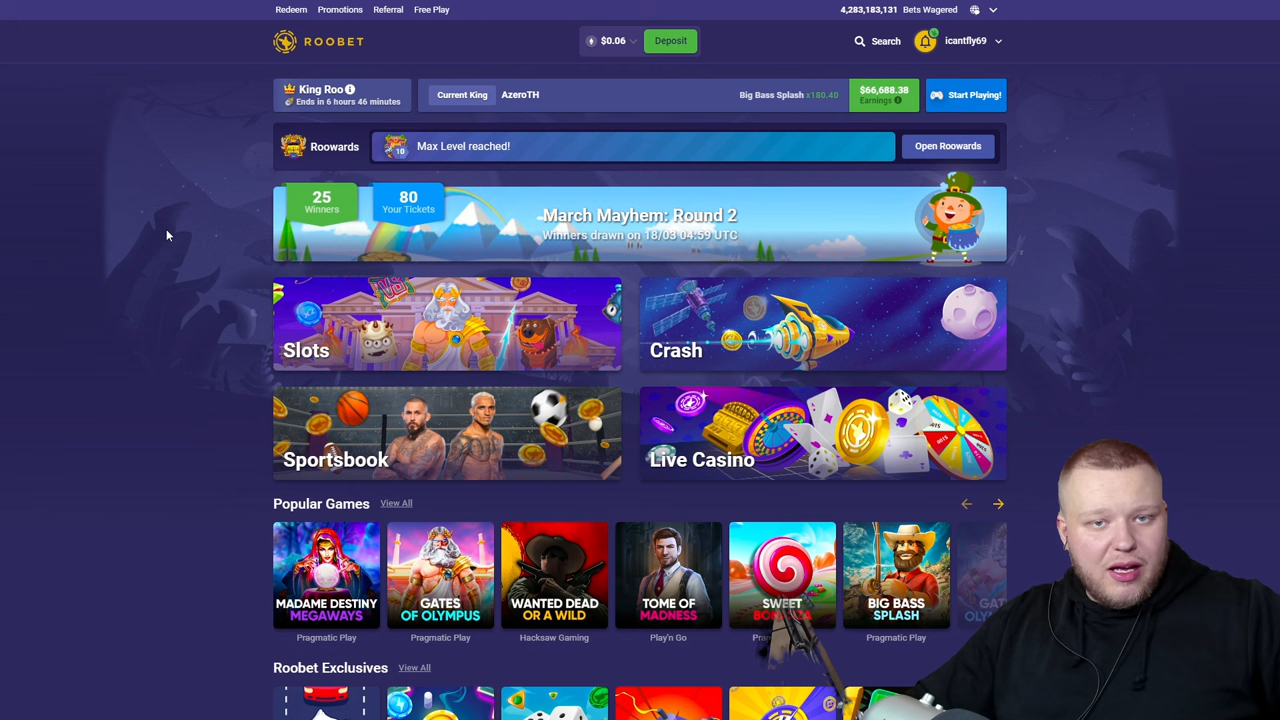 Redeem Promotions Referral Free Play
4,283,183,131 Bets Wagered
ROOBET
$0.06
Deposit
Search
icantfly69
King Roo
Ends in 6 hours 46 minutes
Current King AzeroTH
Big Bass Splash x180.40
$66,688.38
Earnings
Start Playing!
Roowards
10
Max Level reached!
Open Roowards
25
Winners
80
Your Tickets
March Mayhem: Round 2
Winners drawn on 18/03 04:59 UTC
Slots
Crash
Sportsbook
Live Casino
Popular Games View All
MADAME DESTINY
MEGAWAYS
GATES
OF OLYMPUS
WANTED DEAD
OR A WILD
TOME OF
MADNESS
SWEET
BIG BASS
SPLASH
Pragmatic Play
Pragmatic Play
Hacksaw Gaming
Play'n Go
Pragmatic Play
Roobet Exclusives View All